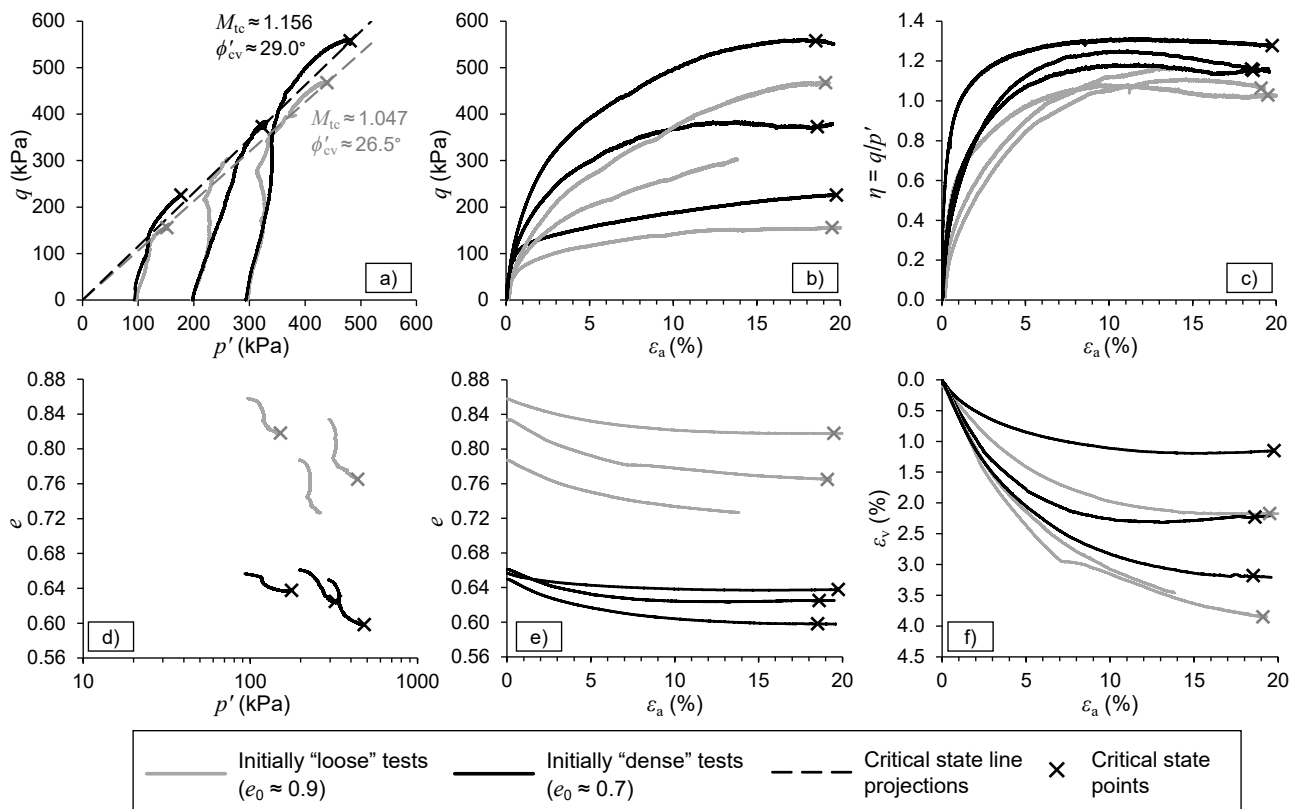 600
500
400
300
200
100
0
q (kPa)
M_tc ≈ 1.156
ϕ′_cv ≈ 29.0°
M_tc ≈ 1.047
ϕ′_cv ≈ 26.5°
a)
0 100 200 300 400 500 600
p′ (kPa)
600
500
400
300
200
100
0
q (kPa)
b)
0 5 10 15 20
ε_a (%)
1.4
1.2
1.0
0.8
0.6
0.4
0.2
0.0
η = q/p′
c)
0 5 10 15 20
ε_a (%)
0.88
0.84
0.80
0.76
0.72
0.68
0.64
0.60
0.56
e
d)
10 100 1000
p′ (kPa)
0.88
0.84
0.80
0.76
0.72
0.68
0.64
0.60
0.56
e
e)
0 5 10 15 20
ε_a (%)
0.0
0.5
1.0
1.5
2.0
2.5
3.0
3.5
4.0
4.5
ε_v (%)
f)
0 5 10 15 20
ε_a (%)
Initially “loose” tests
(e_0 ≈ 0.9)
Initially “dense” tests
(e_0 ≈ 0.7)
Critical state line
projections
Critical state
points